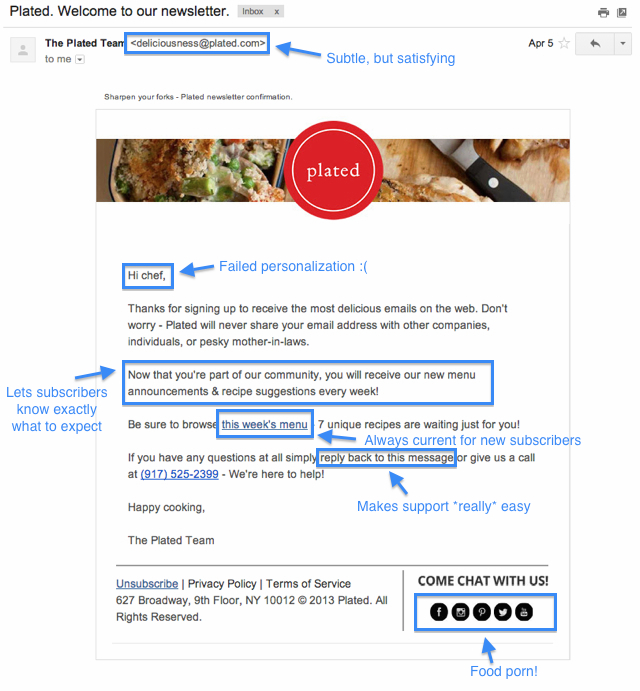 Plated. Welcome to our newsletter. Inbox x
The Plated Team <deliciousness@plated.com> Apr 5
to me
Subtle, but satisfying
Sharpen your forks - Plated newsletter confirmation.
plated
Hi chef,
Failed personalization :(
Thanks for signing up to receive the most delicious emails on the web. Don't
worry - Plated will never share your email address with other companies,
individuals, or pesky mother-in-laws.
Now that you're part of our community, you will receive our new menu
announcements & recipe suggestions every week!
Lets subscribers
know exactly
what to expect
Be sure to browse this week's menu - 7 unique recipes are waiting just for you!
Always current for new subscribers
If you have any questions at all simply reply back to this message or give us a call
at (917) 525-2399 - We're here to help!
Makes support *really* easy
Happy cooking,
The Plated Team
Unsubscribe | Privacy Policy | Terms of Service
627 Broadway, 9th Floor, NY 10012 © 2013 Plated. All
Rights Reserved.
COME CHAT WITH US!
Food porn!